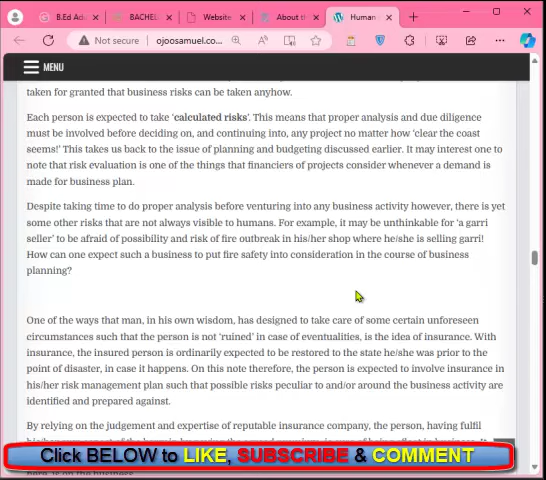 B.Ed Adm
BACHEL
Website
About th
Human
Not secure
ojoosamuel.co...
MENU
taken for granted that business risks can be taken anyhow.
Each person is expected to take 'calculated risks'. This means that proper analysis and due diligence
must be involved before deciding on, and continuing into, any project no matter how 'clear the coast
seems!' This takes us back to the issue of planning and budgeting discussed earlier. It may interest one to
note that risk evaluation is one of the things that financiers of projects consider whenever a demand is
made for business plan.
Despite taking time to do proper analysis before venturing into any business activity however, there is yet
some other risks that are not always visible to humans. For example, it may be unthinkable for 'a garri
seller' to be afraid of possibility and risk of fire outbreak in his/her shop where he/she is selling garri!
How can one expect such a business to put fire safety into consideration in the course of business
planning?
One of the ways that man, in his own wisdom, has designed to take care of some certain unforeseen
circumstances such that the person is not 'ruined' in case of eventualities, is the idea of insurance. With
insurance, the insured person is ordinarily expected to be restored to the state he/she was prior to the
point of disaster, in case it happens. On this note therefore, the person is expected to involve insurance in
his/her risk management plan such that possible risks peculiar to and/or around the business activity are
identified and prepared against.
By relying on the judgement and expertise of reputable insurance company, the person, having fulfil
Click BELOW to LIKE, SUBSCRIBE & COMMENT